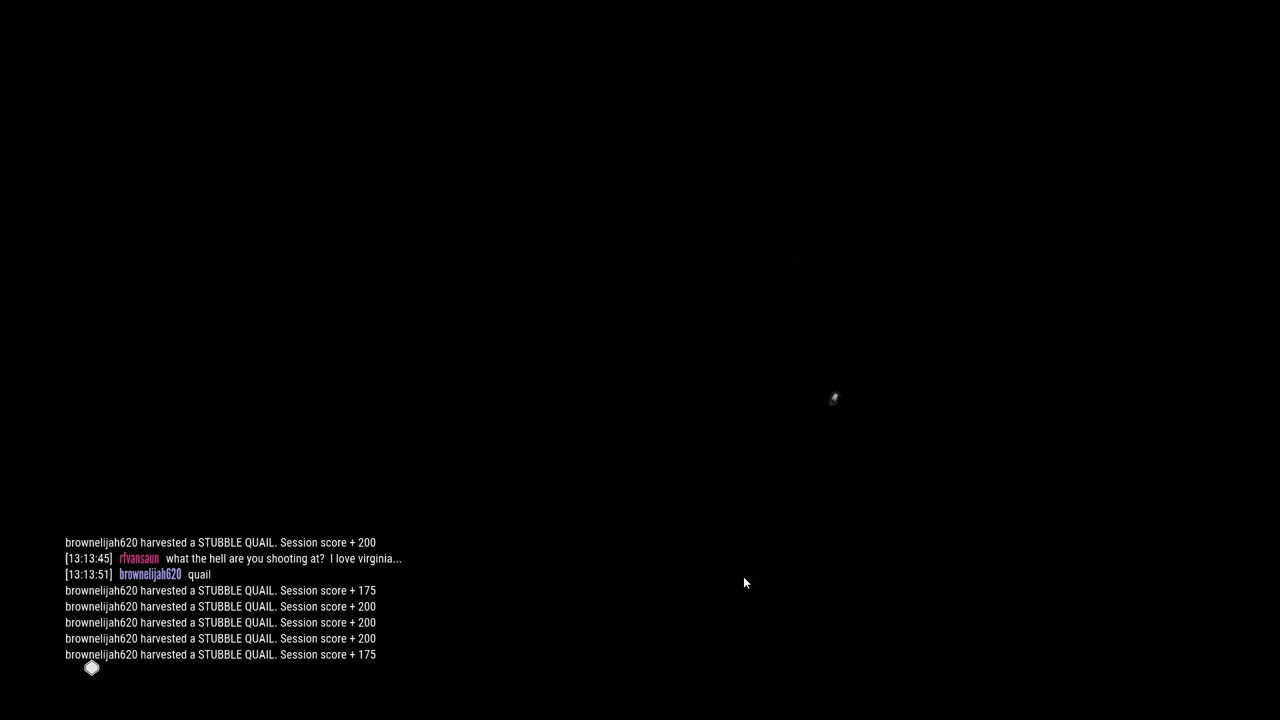 brownelijah620 harvested a STUBBLE QUAIL. Session score + 200
[13:13:45] rfvansaun what the hell are you shooting at? I love virginia...
[13:13:51] brownelijah620 quail
brownelijah620 harvested a STUBBLE QUAIL. Session score + 175
brownelijah620 harvested a STUBBLE QUAIL. Session score + 200
brownelijah620 harvested a STUBBLE QUAIL. Session score + 200
brownelijah620 harvested a STUBBLE QUAIL. Session score + 200
brownelijah620 harvested a STUBBLE QUAIL. Session score + 175